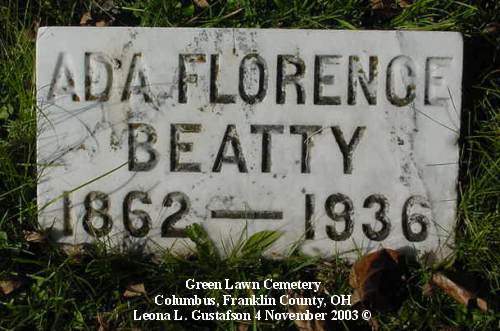 ADA FLORENCE
BEATTY
1862 — 1936
Green Lawn Cemetery
Columbus, Franklin County, OH
Leona L. Gustafson 4 November 2003 ©